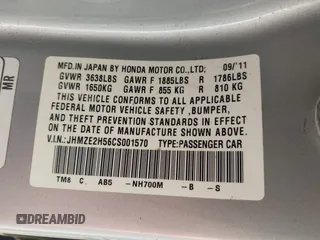 MFD. IN JAPAN BY HONDA MOTOR CO.,LTD; 09/'11
GVWR 3638LBS GAWR F 1885LBS R 1786LBS
GVWR 1650KG GAWR F 855 KG R 810 KG
THIS VEHICLE CONFORMS TO ALL APPLICABLE
FEDERAL MOTOR VEHICLE SAFETY ,BUMPER,
AND THEFT PREVENTION STANDARDS IN EFFECT
ON THE DATE OF MANUFACTURE SHOWN ABOVE.
V.I.N.: JHMZE2H56CS001570 TYPE:PASSENGER CAR
TM8 C. AB5 -NH700M -B -S
MR
DREAMBID